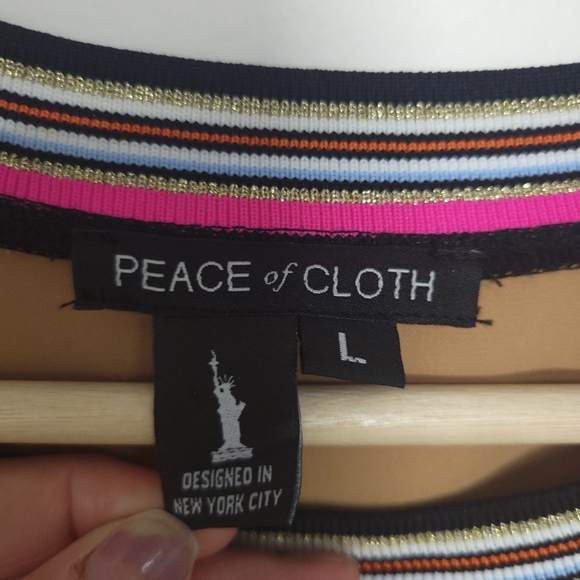 PEACE of CLOTH
L
DESIGNED IN
NEW YORK CITY